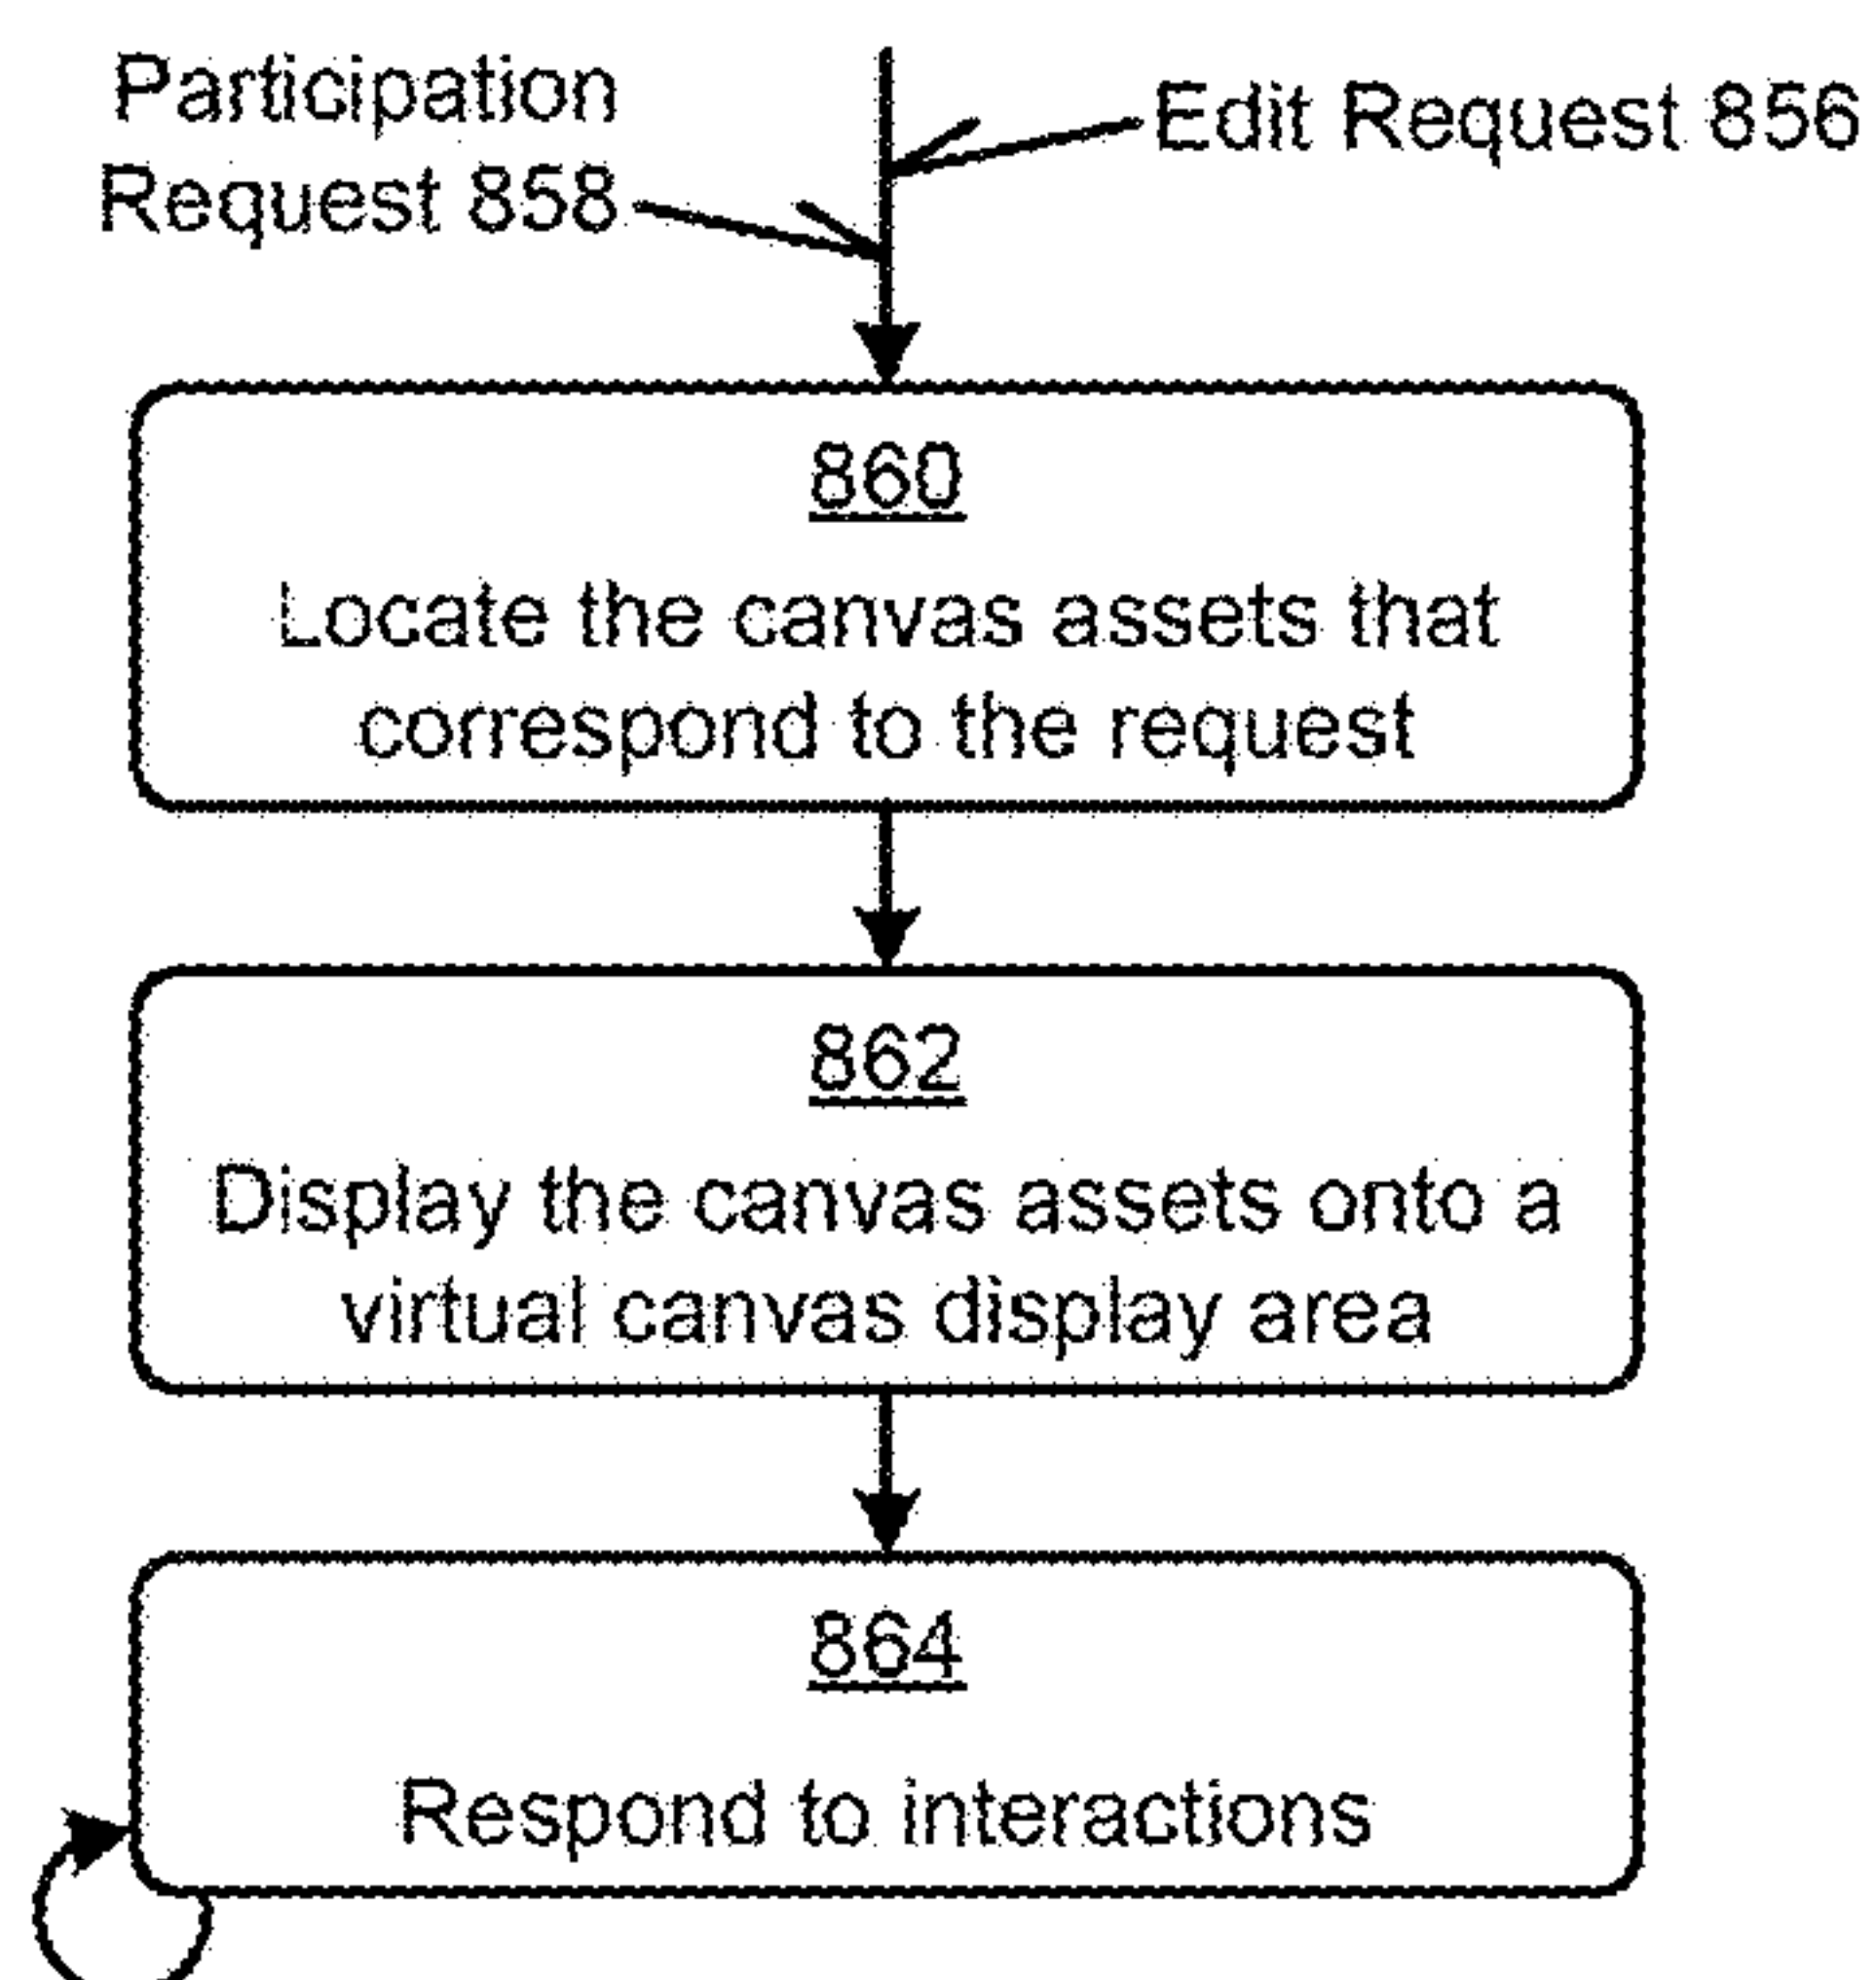 Participation
Request 858
Edit Request 856
860
Locate the canvas assets that
correspond to the request
862
Display the canvas assets onto a
virtual canvas display area
864
Respond to interactions